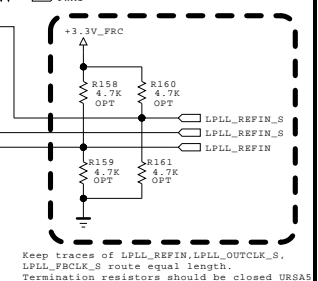 +3.3V_FRC
R158 R160
4.7K 4.7K
OPT OPT
LPLL_REFIN_S
LPLL_REFIN_S
LPLL_REFIN
R159 R161
4.7K 4.7K
OPT OPT
Keep traces of LPLL_REFIN,LPLL_OUTCLK_S,
LPLL_FBCLK_S route equal length.
Termination resistors should be closed URSA5